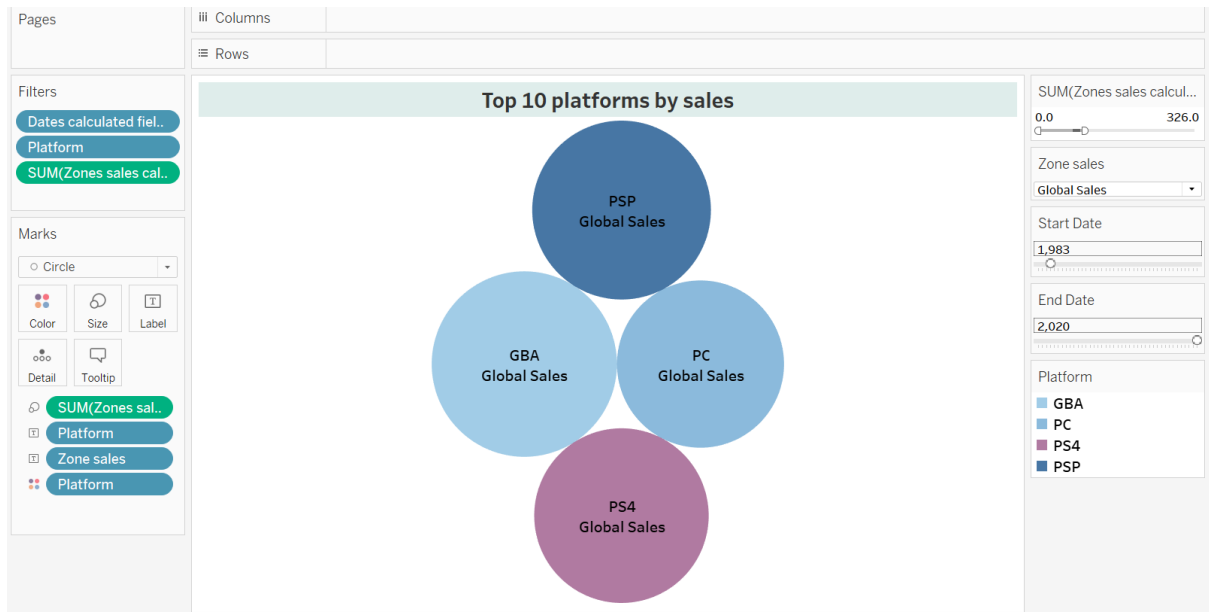 Pages
Columns
Rows
Filters
Dates calculated fiel..
Platform
SUM(Zones sales cal..
Marks
Circle
Color
Size
Label
Detail
Tooltip
SUM(Zones sal..
Platform
Zone sales
Platform
Top 10 platforms by sales
PSP
Global Sales
GBA
Global Sales
PC
Global Sales
PS4
Global Sales
SUM(Zones sales calcul...
0.0 326.0
Zone sales
Global Sales
Start Date
1,983
End Date
2,020
Platform
GBA
PC
PS4
PSP